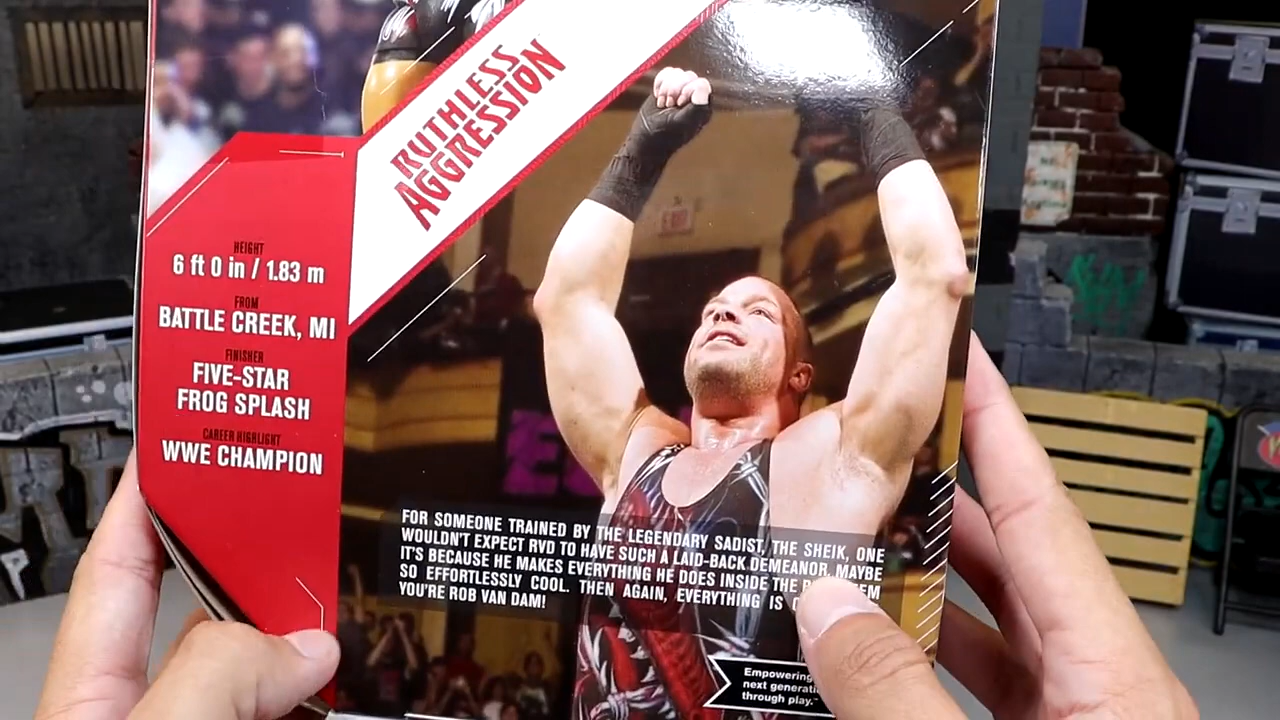 RUTHLESS
AGGRESSION
HEIGHT
6 ft 0 in / 1.83 m
FROM
BATTLE CREEK, MI
FINISHER
FIVE-STAR
FROG SPLASH
CAREER HIGHLIGHT
WWE CHAMPION
FOR SOMEONE TRAINED BY THE LEGENDARY SADIST, THE SHEIK, ONE
WOULDN'T EXPECT RVD TO HAVE SUCH A LAID-BACK DEMEANOR. MAYBE
IT'S BECAUSE HE MAKES EVERYTHING HE DOES INSIDE THE
SO EFFORTLESSLY COOL. THEN AGAIN, EVERYTHING IS
YOU'RE ROB VAN DAM!
Empowering
next
through play.™